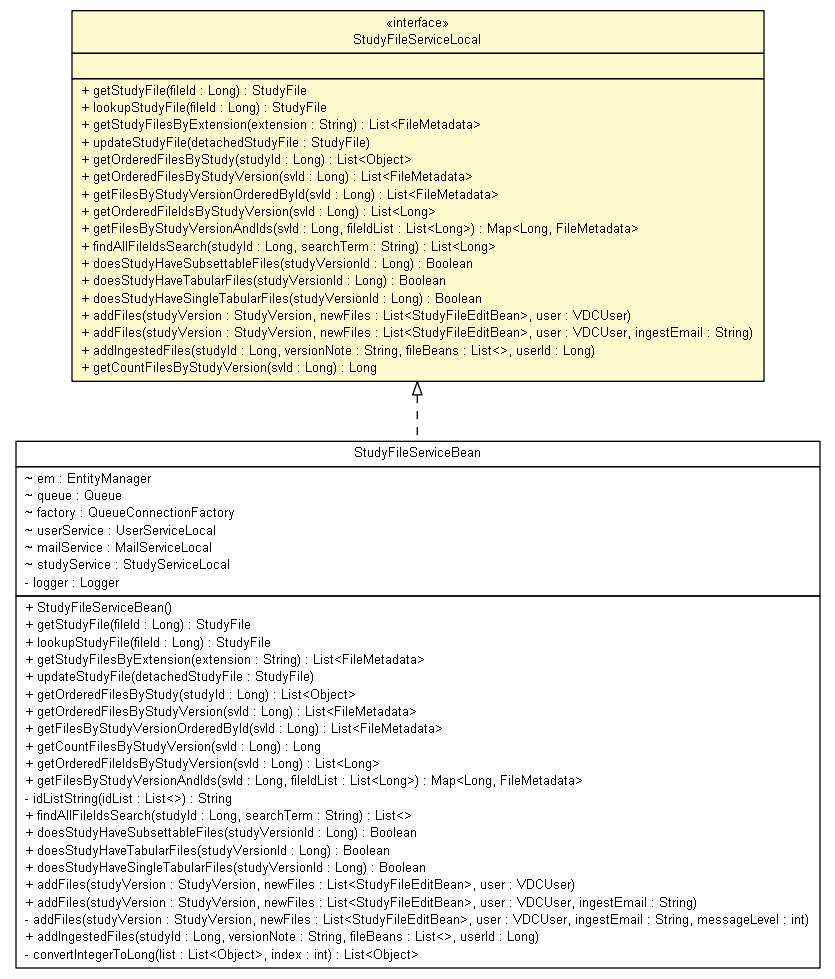 «interface»
StudyFileServiceLocal
+ getStudyFile(fileId : Long) : StudyFile
+ lookupStudyFile(fileId : Long) : StudyFile
+ getStudyFilesByExtension(extension : String) : List<FileMetadata>
+ updateStudyFile(detachedStudyFile : StudyFile)
+ getOrderedFilesByStudy(studyId : Long) : List<Object>
+ getOrderedFilesByStudyVersion(svId : Long) : List<FileMetadata>
+ getFilesByStudyVersionOrderedById(svId : Long) : List<FileMetadata>
+ getOrderedFileIdsByStudyVersion(svId : Long) : List<Long>
+ getFilesByStudyVersionAndIds(svId : Long, fileIdList : List<Long>) : Map<Long, FileMetadata>
+ findAllFileIdsSearch(studyId : Long, searchTerm : String) : List<Long>
+ doesStudyHaveSubsettableFiles(studyVersionId : Long) : Boolean
+ doesStudyHaveTabularFiles(studyVersionId : Long) : Boolean
+ doesStudyHaveSingleTabularFiles(studyVersionId : Long) : Boolean
+ addFiles(studyVersion : StudyVersion, newFiles : List<StudyFileEditBean>, user : VDCUser)
+ addFiles(studyVersion : StudyVersion, newFiles : List<StudyFileEditBean>, user : VDCUser, ingestEmail : String)
+ addIngestedFiles(studyId : Long, versionNote : String, fileBeans : List<>, userId : Long)
+ getCountFilesByStudyVersion(svId : Long) : Long
StudyFileServiceBean
~ em : EntityManager
~ queue : Queue
~ factory : QueueConnectionFactory
~ userService : UserServiceLocal
~ mailService : MailServiceLocal
~ studyService : StudyServiceLocal
- logger : Logger
+ StudyFileServiceBean()
+ getStudyFile(fileId : Long) : StudyFile
+ lookupStudyFile(fileId : Long) : StudyFile
+ getStudyFilesByExtension(extension : String) : List<FileMetadata>
+ updateStudyFile(detachedStudyFile : StudyFile)
+ getOrderedFilesByStudy(studyId : Long) : List<Object>
+ getOrderedFilesByStudyVersion(svId : Long) : List<FileMetadata>
+ getFilesByStudyVersionOrderedById(svId : Long) : List<FileMetadata>
+ getCountFilesByStudyVersion(svId : Long) : Long
+ getOrderedFileIdsByStudyVersion(svId : Long) : List<Long>
+ getFilesByStudyVersionAndIds(svId : Long, fileIdList : List<Long>) : Map<Long, FileMetadata>
- idListString(idList : List<>) : String
+ findAllFileIdsSearch(studyId : Long, searchTerm : String) : List<>
+ doesStudyHaveSubsettableFiles(studyVersionId : Long) : Boolean
+ doesStudyHaveTabularFiles(studyVersionId : Long) : Boolean
+ doesStudyHaveSingleTabularFiles(studyVersionId : Long) : Boolean
+ addFiles(studyVersion : StudyVersion, newFiles : List<StudyFileEditBean>, user : VDCUser)
+ addFiles(studyVersion : StudyVersion, newFiles : List<StudyFileEditBean>, user : VDCUser, ingestEmail : String)
- addFiles(studyVersion : StudyVersion, newFiles : List<StudyFileEditBean>, user : VDCUser, ingestEmail : String, messageLevel : int)
+ addIngestedFiles(studyId : Long, versionNote : String, fileBeans : List<>, userId : Long)
- convertIntegerToLong(list : List<Object>, index : int) : List<Object>